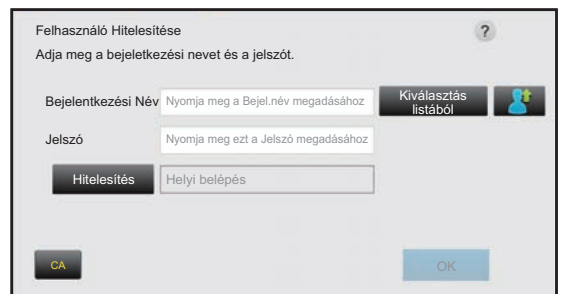 Felhasználó Hitelesítése
?
Adja meg a bejeletkezési nevet és a jelszót.
Bejelentkezési Név
Nyomja meg a Bejel.név megadásához
Kiválasztás
listából
Jelszó
Nyomja meg ezt a Jelszó megadásához
Hitelesítés
Helyi belépés
CA
OK